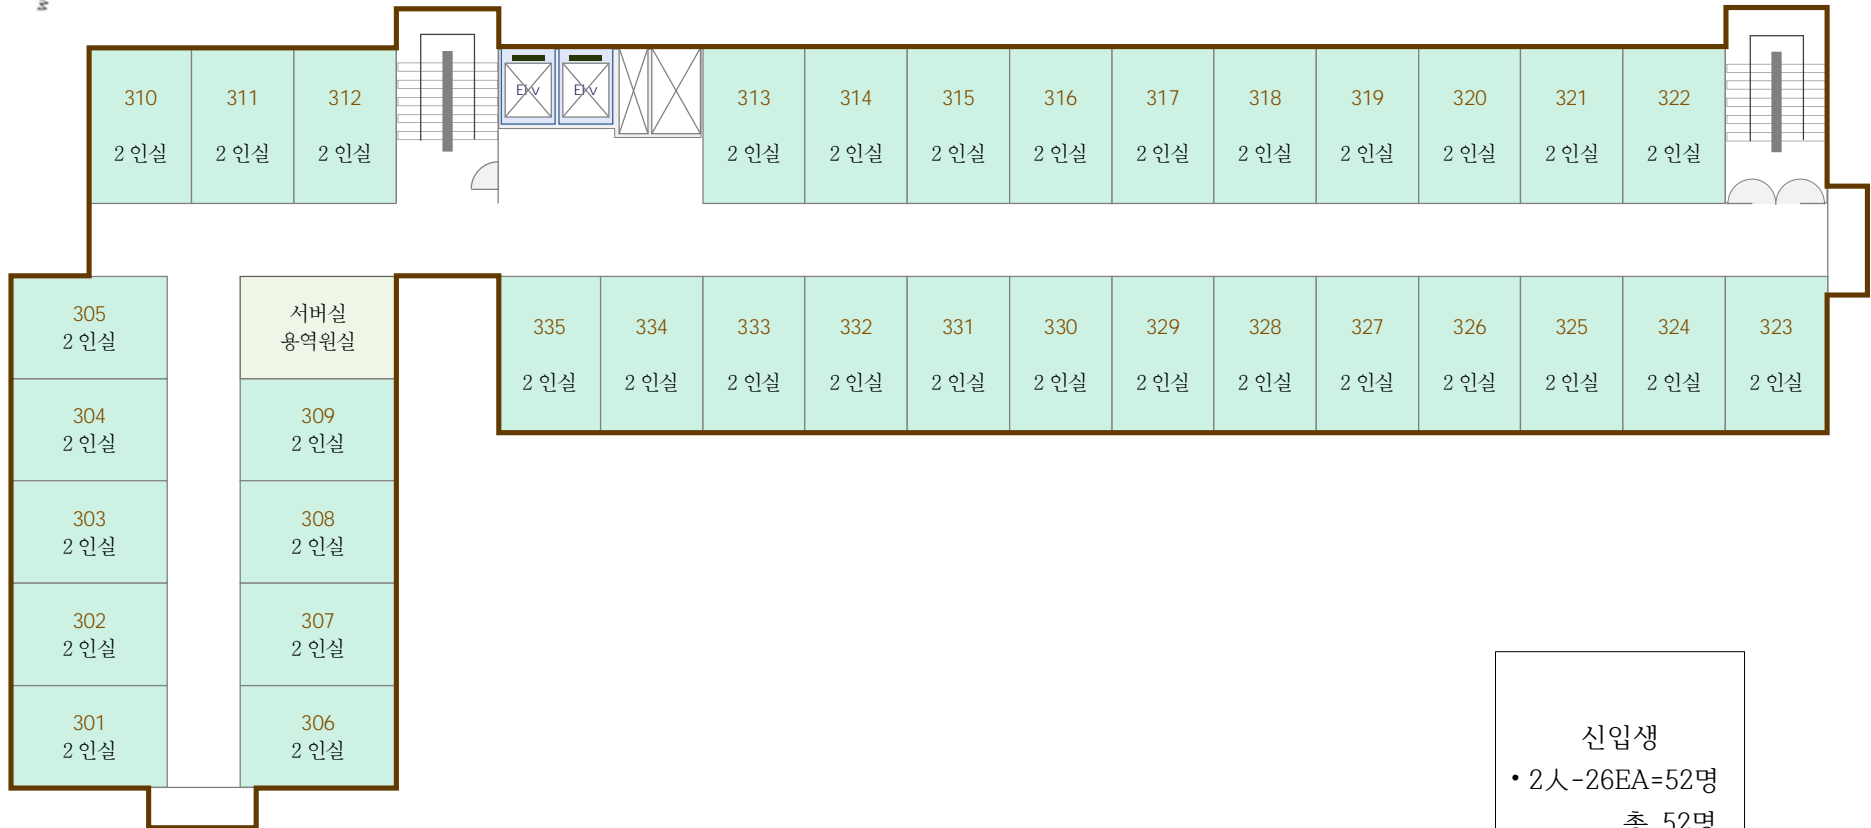 310
2 인실
311
2 인실
312
2 인실
Elev
Elev
313
2 인실
314
2 인실
315
2 인실
316
2 인실
317
2 인실
318
2 인실
319
2 인실
320
2 인실
321
2 인실
322
2 인실
305
2 인실
서버실
용역원실
335
2 인실
334
2 인실
333
2 인실
332
2 인실
331
2 인실
330
2 인실
329
2 인실
328
2 인실
327
2 인실
326
2 인실
325
2 인실
324
2 인실
323
2 인실
304
2 인실
309
2 인실
303
2 인실
308
2 인실
302
2 인실
307
2 인실
301
2 인실
306
2 인실
신입생
• 2人-26EA=52명
총 52명